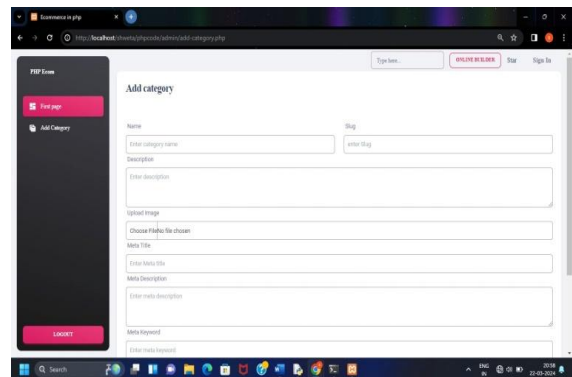 Ecommerce in php
http://localhost/shweta/phpcode/admin/add-category.php
Type here...
ONLINE BUILDER
Star
Sign In
PHP Ecom
First page
Add Category
LOGOUT
Add category
Name
Slug
Enter category name
enter Slug
Description
Enter description
Upload Image
Choose File No file chosen
Meta Title
Enter Meta title
Meta Description
Enter meta description
Meta Keyword
Enter meta keyword
Search
ENG
IN
20:58
22-03-2024